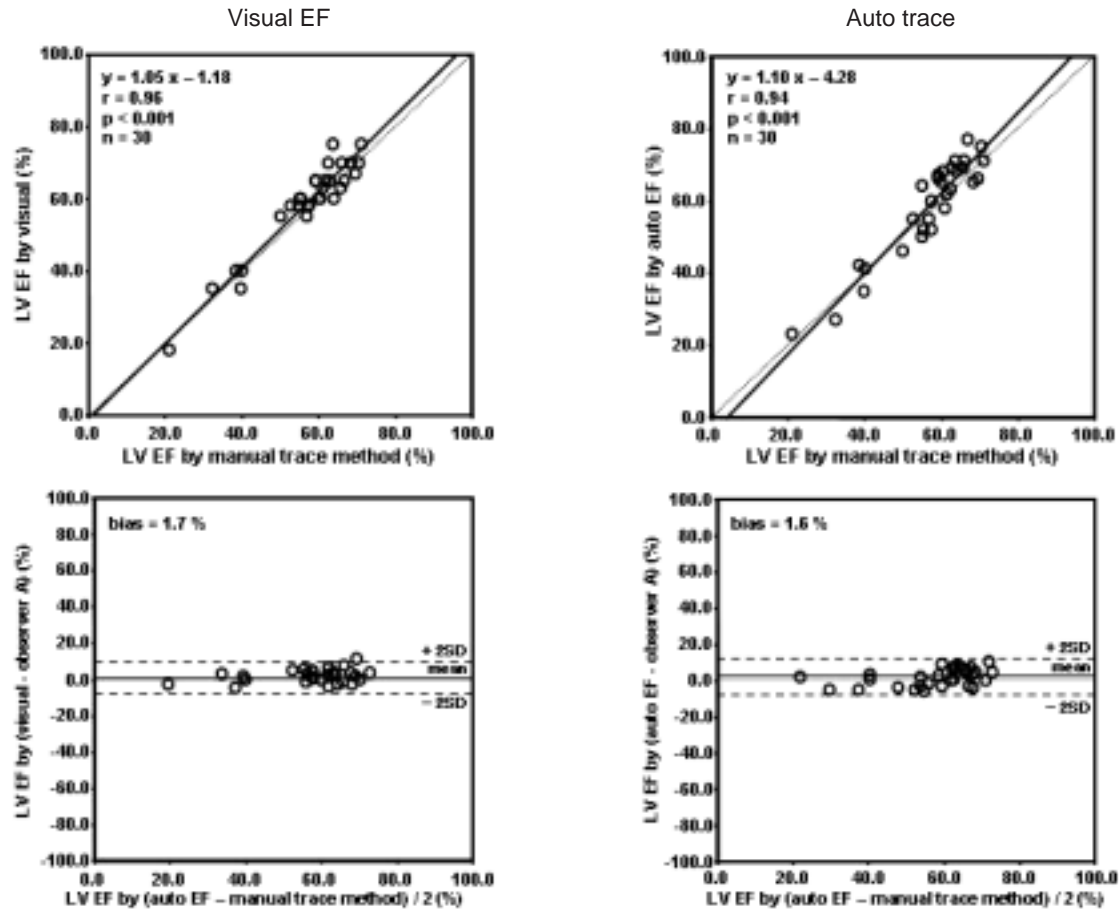 Visual EF
Auto trace
100.0
80.0
60.0
40.0
20.0
0.0
LV EF by visual (%)
y = 1.05 x – 1.18
r = 0.96
p < 0.001
n = 30
0.0 20.0 40.0 60.0 80.0 100.0
LV EF by manual trace method (%)
100.0
80.0
60.0
40.0
20.0
0.0
LV EF by auto EF (%)
y = 1.10 x – 4.28
r = 0.94
p < 0.001
n = 30
0.0 20.0 40.0 60.0 80.0 100.0
LV EF by manual trace method (%)
100.0
80.0
60.0
40.0
20.0
0.0
-20.0
-40.0
-60.0
-80.0
-100.0
LV EF by (visual - observer A) (%)
bias = 1.7 %
+ 2SD
mean
– 2SD
0.0 20.0 40.0 60.0 80.0 100.0
LV EF by (auto EF – manual trace method) / 2 (%)
100.0
80.0
60.0
40.0
20.0
0.0
-20.0
-40.0
-60.0
-80.0
-100.0
LV EF by (auto EF - observer A) (%)
bias = 1.6 %
+ 2SD
mean
– 2SD
0.0 20.0 40.0 60.0 80.0 100.0
LV EF by (auto EF – manual trace method) / 2 (%)